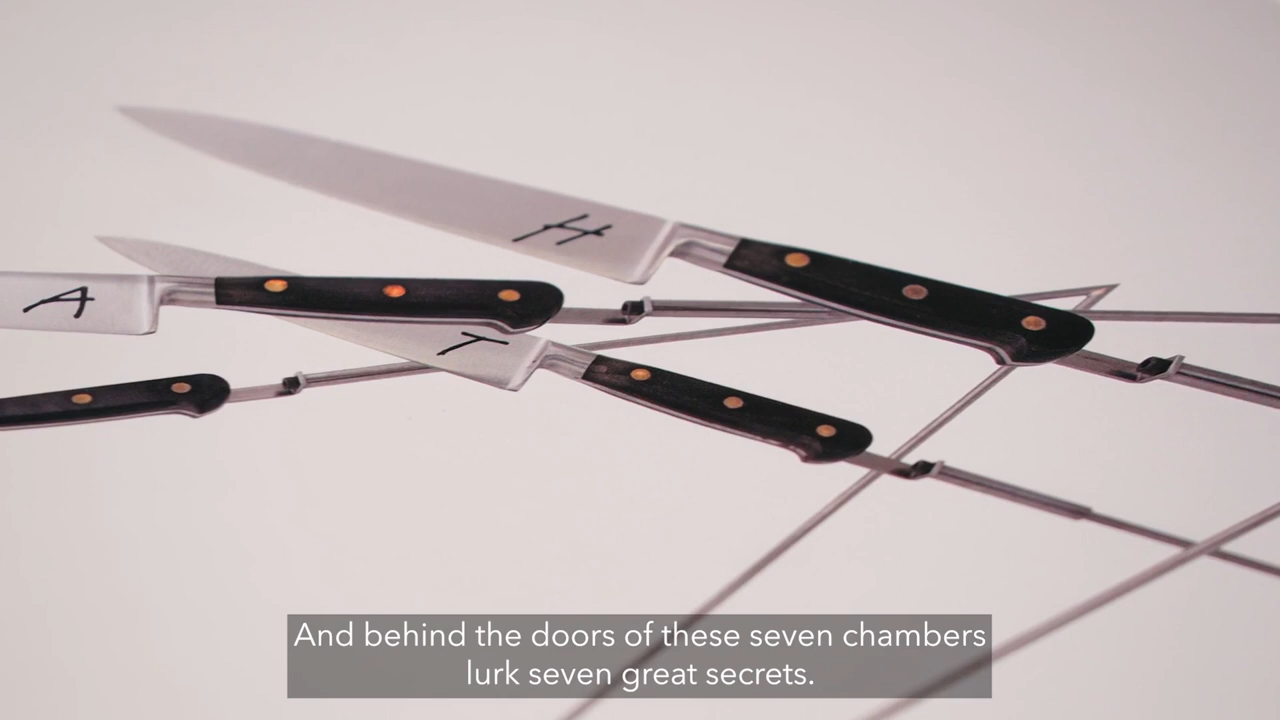 H
A
T
And behind the doors of these seven chambers
lurk seven great secrets.